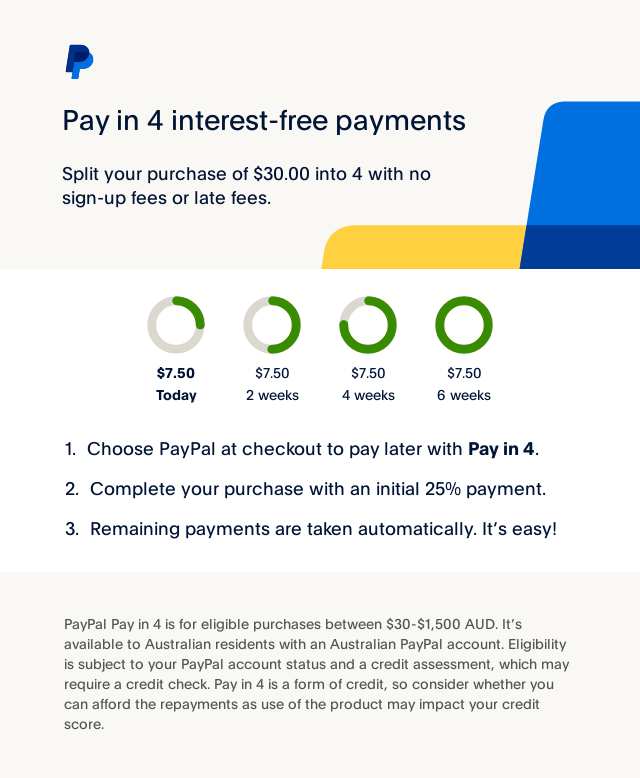 Pay in 4 interest-free payments
Split your purchase of $30.00 into 4 with no
sign-up fees or late fees.
$7.50 $7.50 $7.50 $7.50
Today 2 weeks 4 weeks 6 weeks
1. Choose PayPal at checkout to pay later with Pay in 4.
2. Complete your purchase with an initial 25% payment.
3. Remaining payments are taken automatically. It’s easy!
PayPal Pay in 4 is for eligible purchases between $30-$1,500 AUD. It’s
available to Australian residents with an Australian PayPal account. Eligibility
is subject to your PayPal account status and a credit assessment, which may
require a credit check. Pay in 4 is a form of credit, so consider whether you
can afford the repayments as use of the product may impact your credit
score.